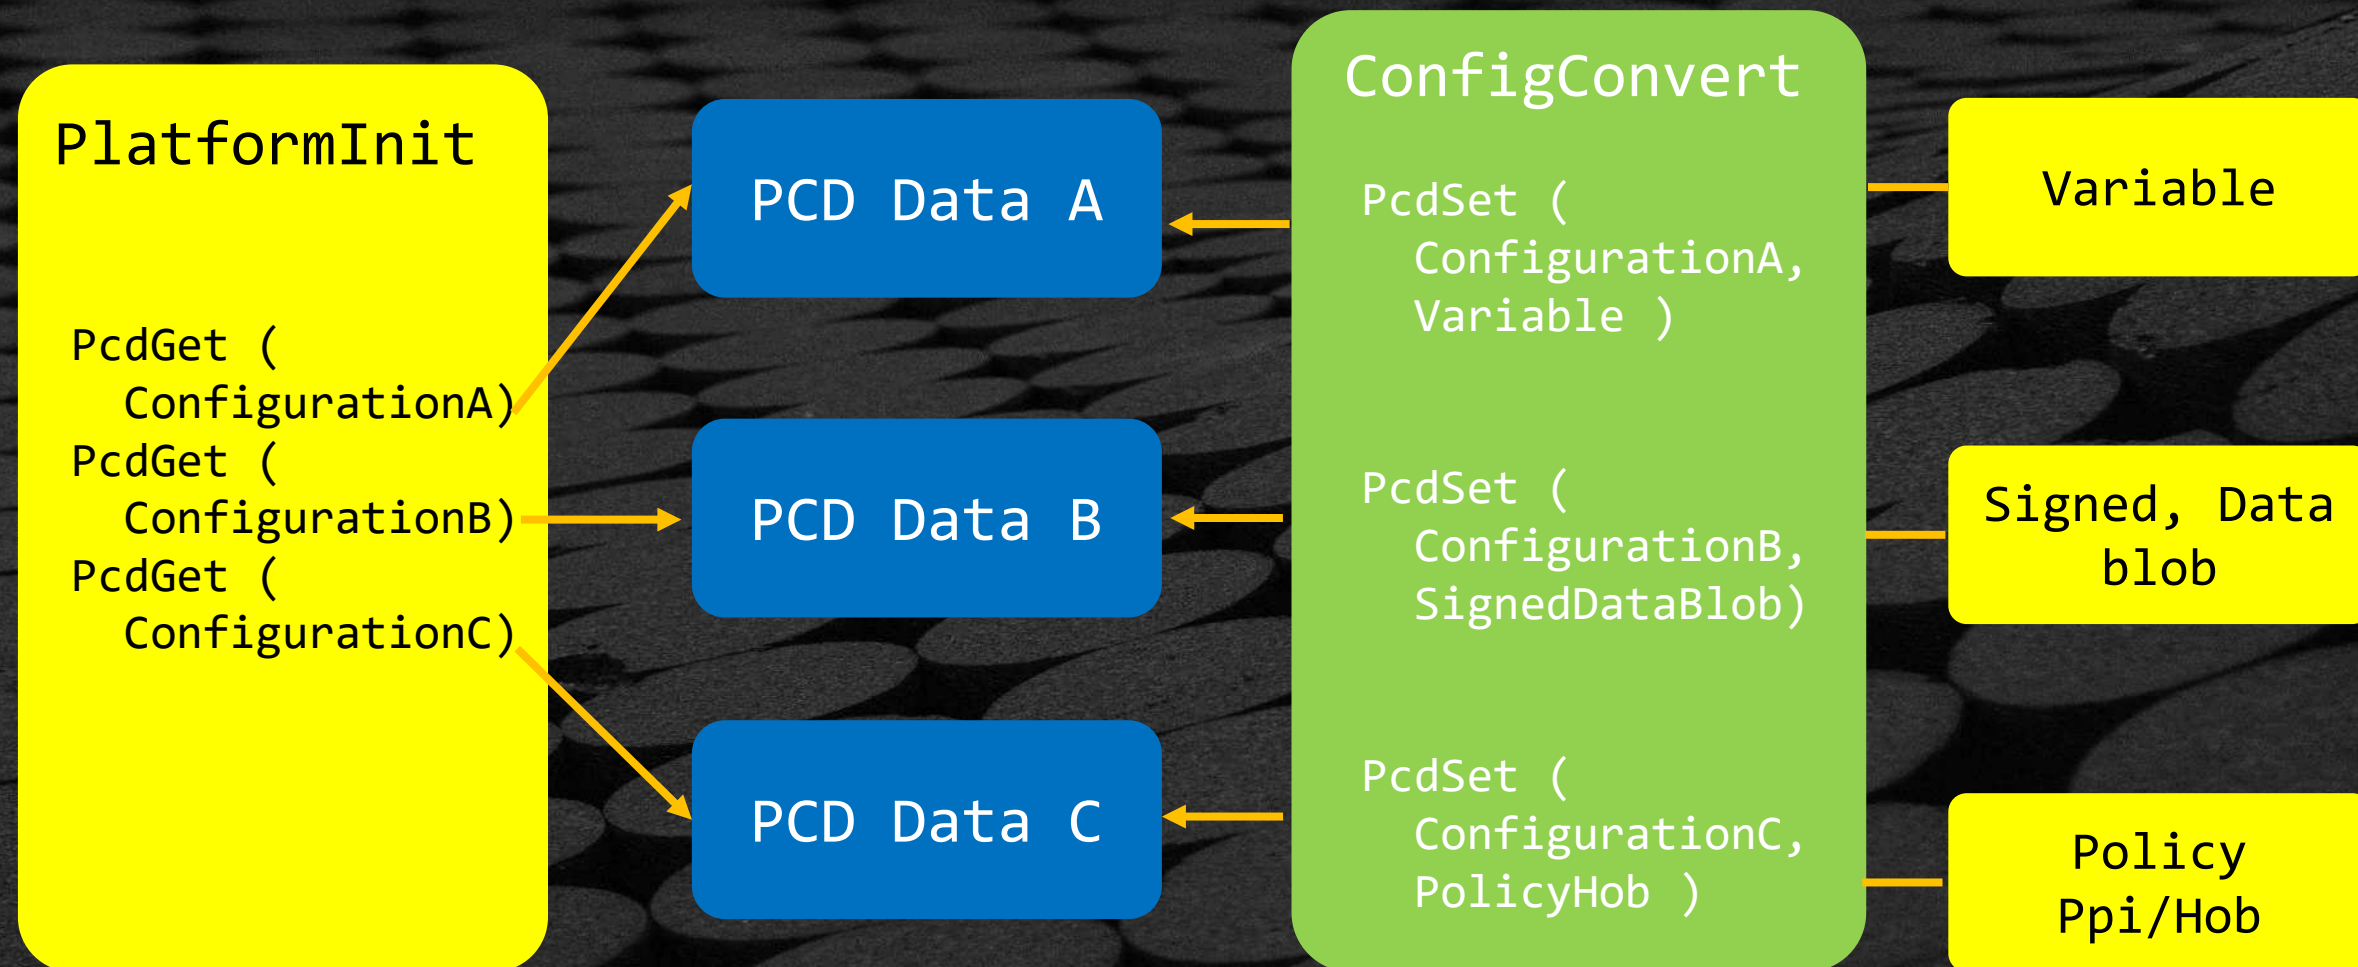 PlatformInit
PcdGet (
ConfigurationA)
PcdGet (
ConfigurationB)
PcdGet (
ConfigurationC)
PCD Data A
PCD Data B
PCD Data C
ConfigConvert
PcdSet (
ConfigurationA,
Variable )
PcdSet (
ConfigurationB,
SignedDataBlob)
PcdSet (
ConfigurationC,
PolicyHob )
Variable
Signed, Data
blob
Policy
Ppi/Hob